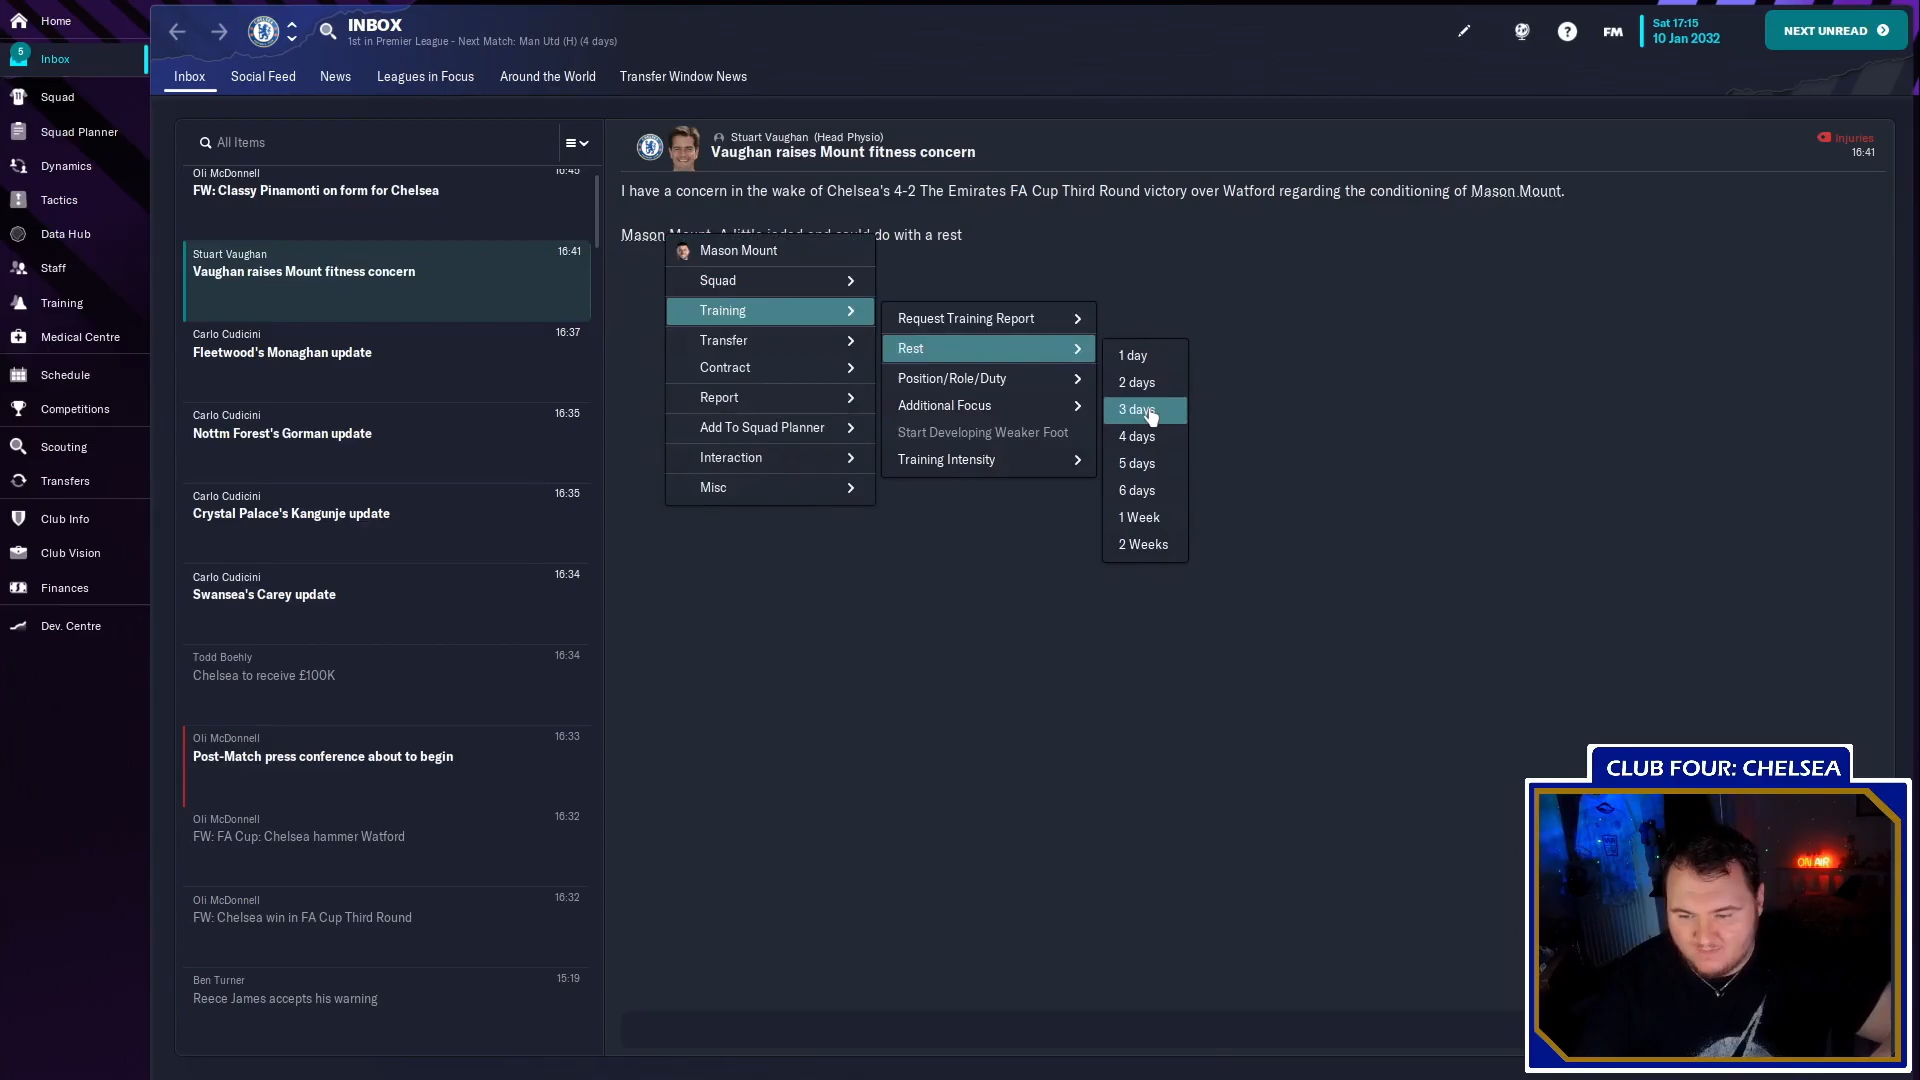 Home
5
Inbox
Squad
Squad Planner
Dynamics
Tactics
Data Hub
Staff
Training
Medical Centre
Schedule
Competitions
Scouting
Transfers
Club Info
Club Vision
Finances
Dev. Centre
INBOX
1st in Premier League - Next Match: Man Utd (H) (4 days)
FM
Sat 17:15
10 Jan 2032
NEXT UNREAD
Inbox Social Feed News Leagues in Focus Around the World Transfer Window News
All Items
Oli McDonnell 16:45
FW: Classy Pinamonti on form for Chelsea
Stuart Vaughan 16:41
Vaughan raises Mount fitness concern
Carlo Cudicini 16:37
Fleetwood's Monaghan update
Carlo Cudicini 16:35
Nottm Forest's Gorman update
Carlo Cudicini 16:35
Crystal Palace's Kangunje update
Carlo Cudicini 16:34
Swansea's Carey update
Todd Boehly 16:34
Chelsea to receive £100K
Oli McDonnell 16:33
Post-Match press conference about to begin
Oli McDonnell 16:32
FW: FA Cup: Chelsea hammer Watford
Oli McDonnell 16:32
FW: Chelsea win in FA Cup Third Round
Ben Turner 15:19
Reece James accepts his warning
Stuart Vaughan (Head Physio)
Vaughan raises Mount fitness concern
Injuries
16:41
I have a concern in the wake of Chelsea's 4-2 The Emirates FA Cup Third Round victory over Watford regarding the conditioning of Mason Mount.
Mason Mount. A little jaded and could do with a rest
Mason Mount
Squad
Training
Transfer
Contract
Report
Add To Squad Planner
Interaction
Misc
Request Training Report
Rest
Position/Role/Duty
Additional Focus
Start Developing Weaker Foot
Training Intensity
1 day
2 days
3 days
4 days
5 days
6 days
1 Week
2 Weeks
CLUB FOUR: CHELSEA
ON AIR